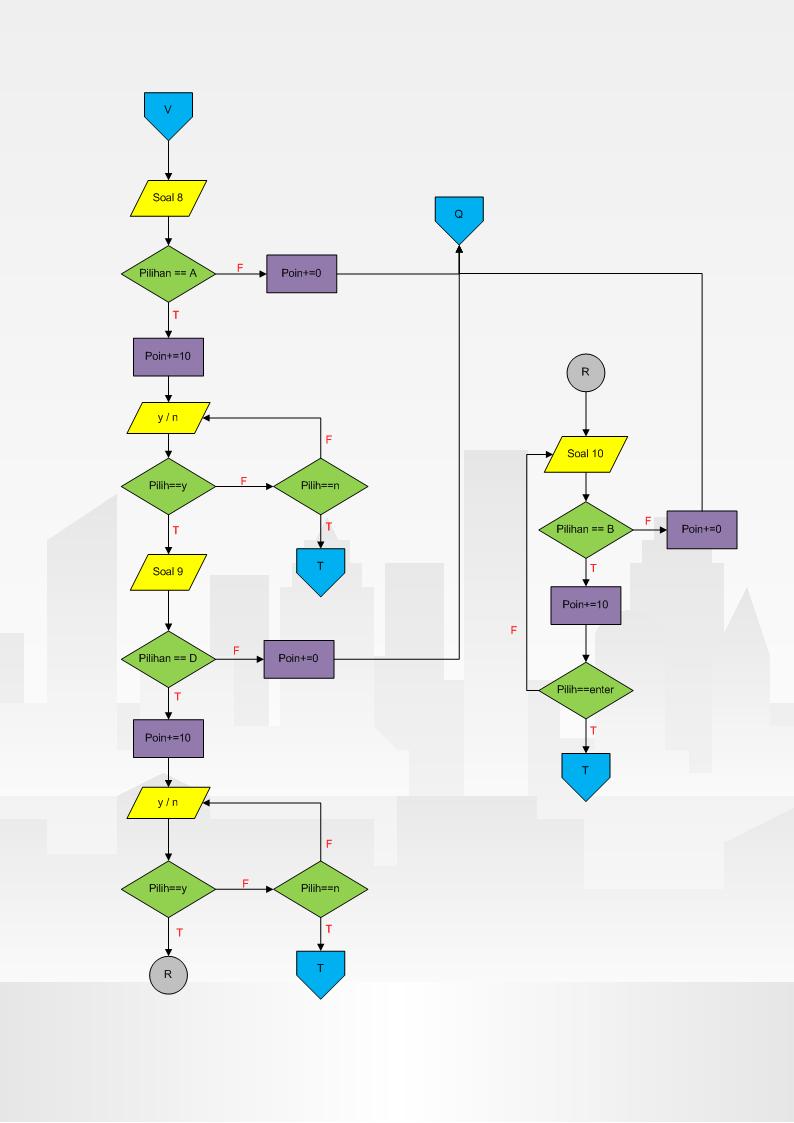 V
Soal 8
Q
Pilihan == A
F
Poin+=0
T
Poin+=10
y / n
F
Pilih==y
F
Pilih==n
T
T
T
Soal 9
Pilihan == D
F
Poin+=0
T
Poin+=10
y / n
F
Pilih==y
F
Pilih==n
T
T
R
T
R
Soal 10
Pilihan == B
F
Poin+=0
T
Poin+=10
F
Pilih==enter
T
T